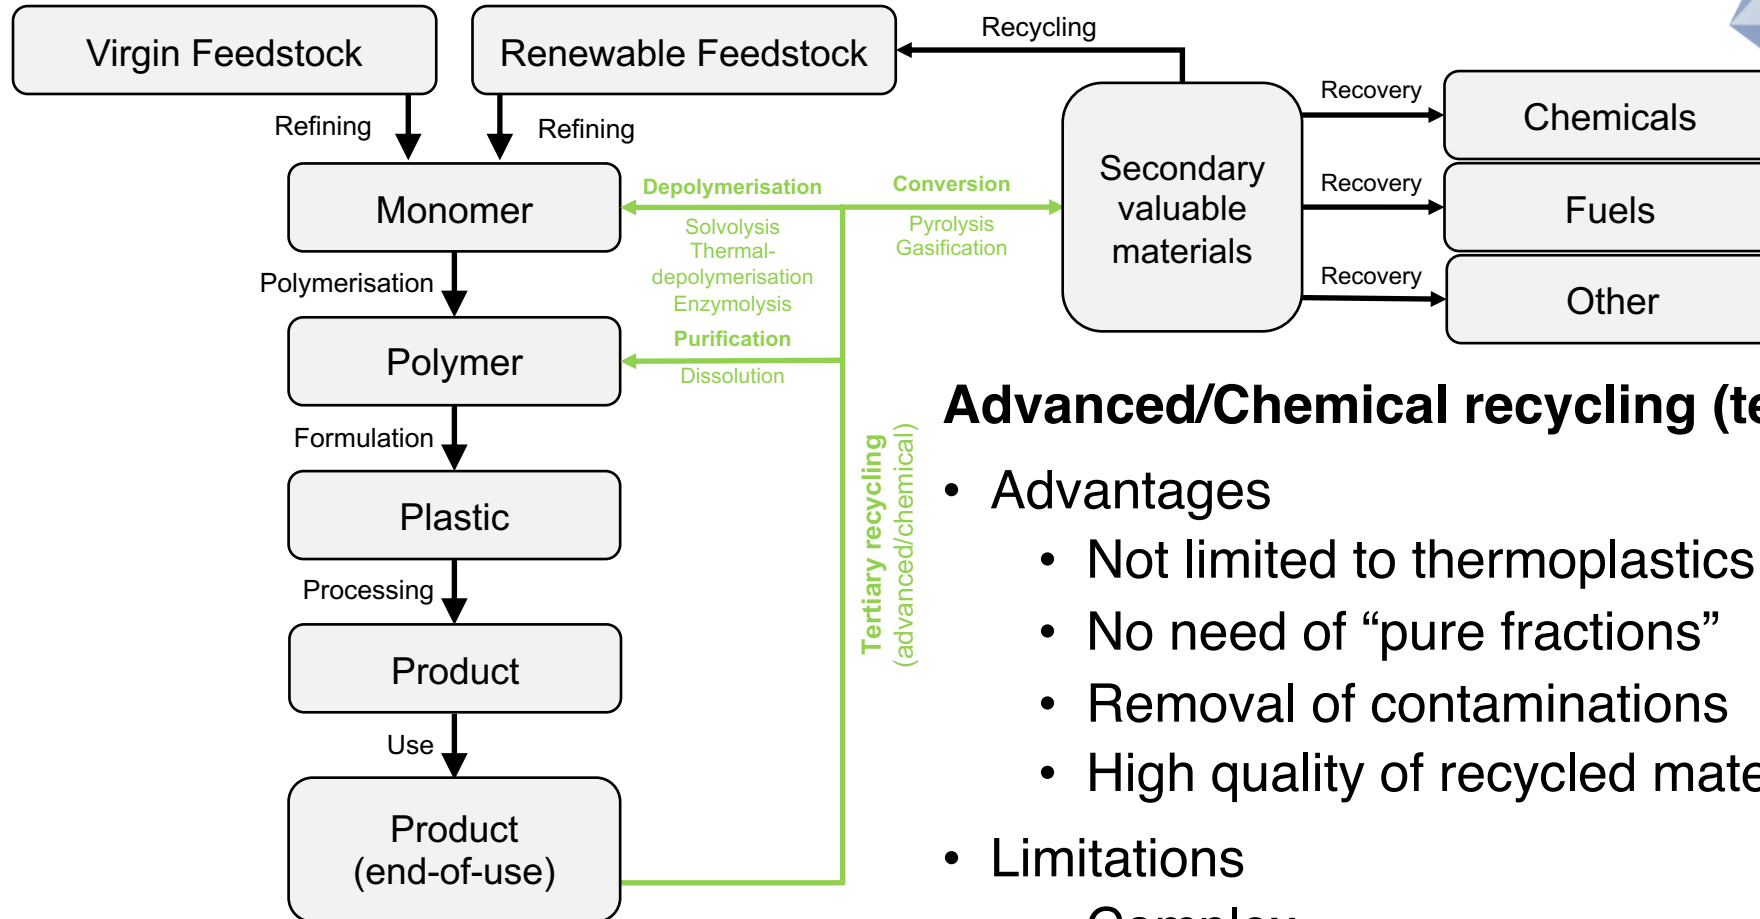 Virgin Feedstock
Renewable Feedstock
Recycling
Refining
Refining
Secondary
valuable
materials
Recovery
Chemicals
Recovery
Fuels
Recovery
Other
Monomer
Depolymerisation
Solvolysis
Thermal-
depolymerisation
Enzymolysis
Conversion
Pyrolysis
Gasification
Polymerisation
Polymer
Purification
Dissolution
Formulation
Plastic
Processing
Product
Use
Product
(end-of-use)
Tertiary recycling
(advanced/chemical)
Advanced/Chemical recycling (te
• Advantages
• Not limited to thermoplastics
• No need of “pure fractions”
• Removal of contaminations
• High quality of recycled mate
• Limitations
Complex